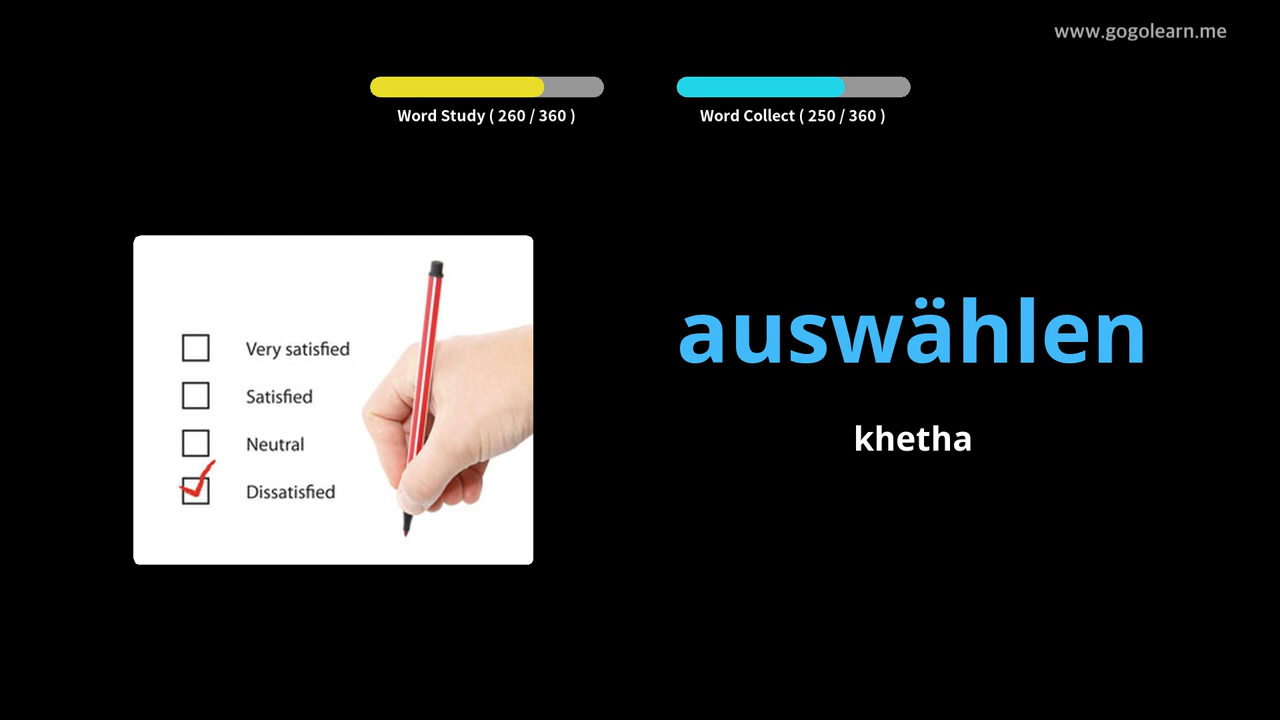 www.gogolearn.me
Word Study ( 260 / 360 )
Word Collect ( 250 / 360 )
Very satisfied
Satisfied
Neutral
Dissatisfied
auswählen
khetha